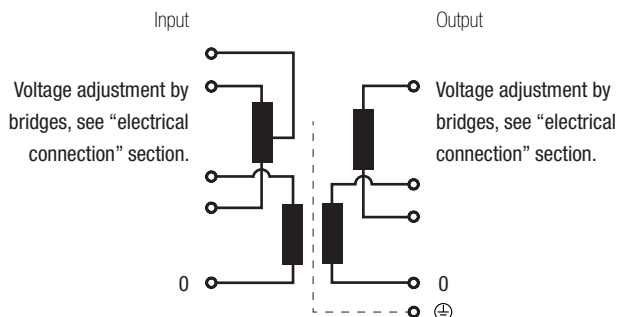 Input
Output
Voltage adjustment by
bridges, see “electrical
connection” section.
Voltage adjustment by
bridges, see “electrical
connection” section.
0
0